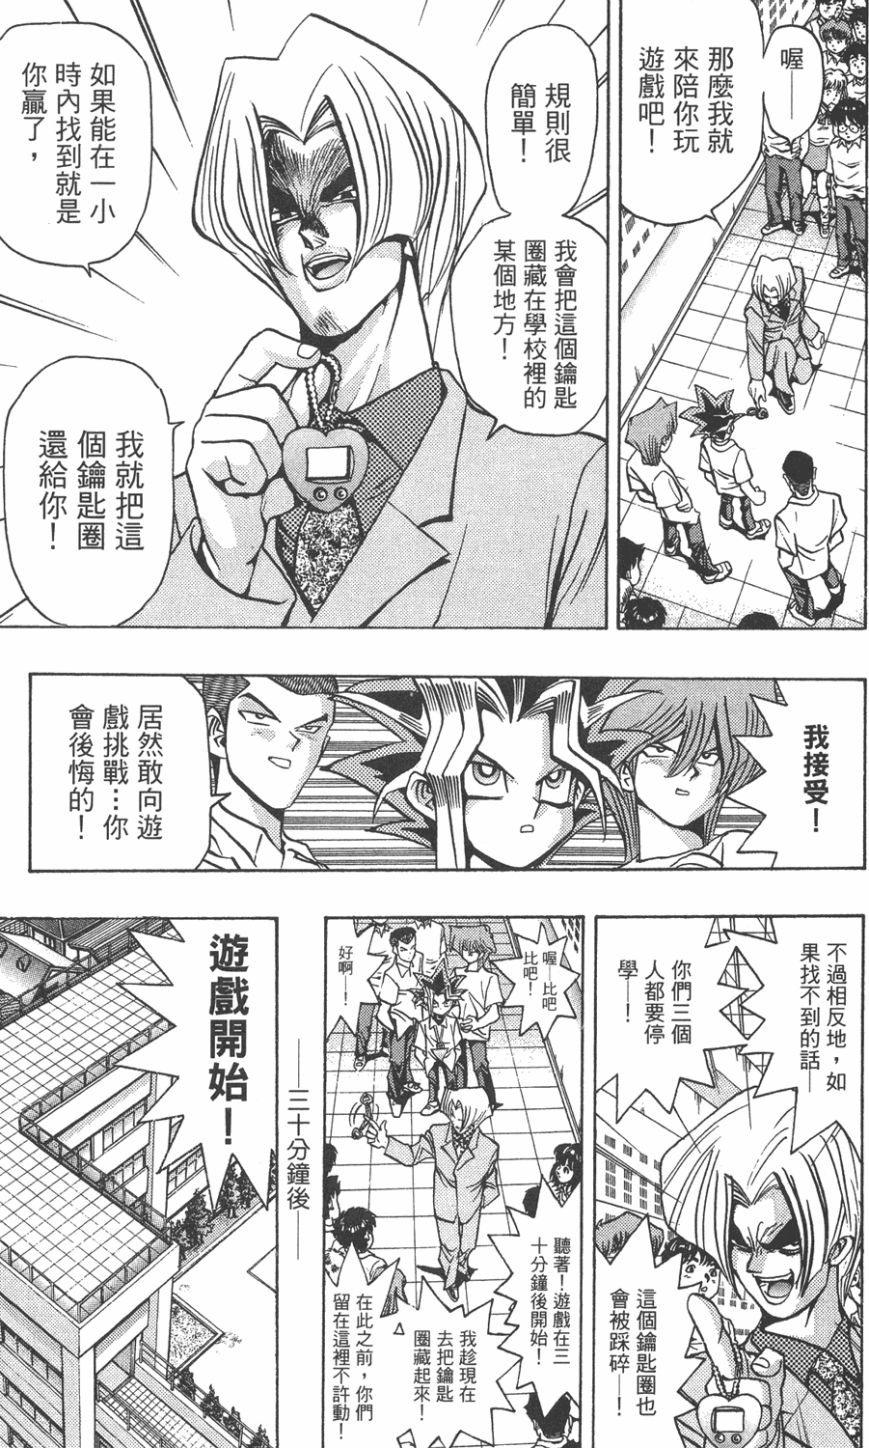 喔——
那麼我就
來陪你玩
遊戲吧！
規則很
簡單！
我會把這個鑰匙
圈藏在學校裡的
某個地方！
如果能在一小
時內找到就是
你贏了，
我就把這
個鑰匙圈
還給你！
我接受！
居然敢向遊
戲挑戰…你
會後悔的！
不過相反地，如
果找不到的話—
你們三個
人都要停
學—！
這個鑰匙圈也
會被踩碎—！
喔—比吧
比吧！
好啊—！
聽著！遊戲在三
十分鐘後開始！
我趁現在
去把鑰匙
圈藏起來！
在此之前，你們
留在這裡不許動！
——三十分鐘後——
遊戲開始！